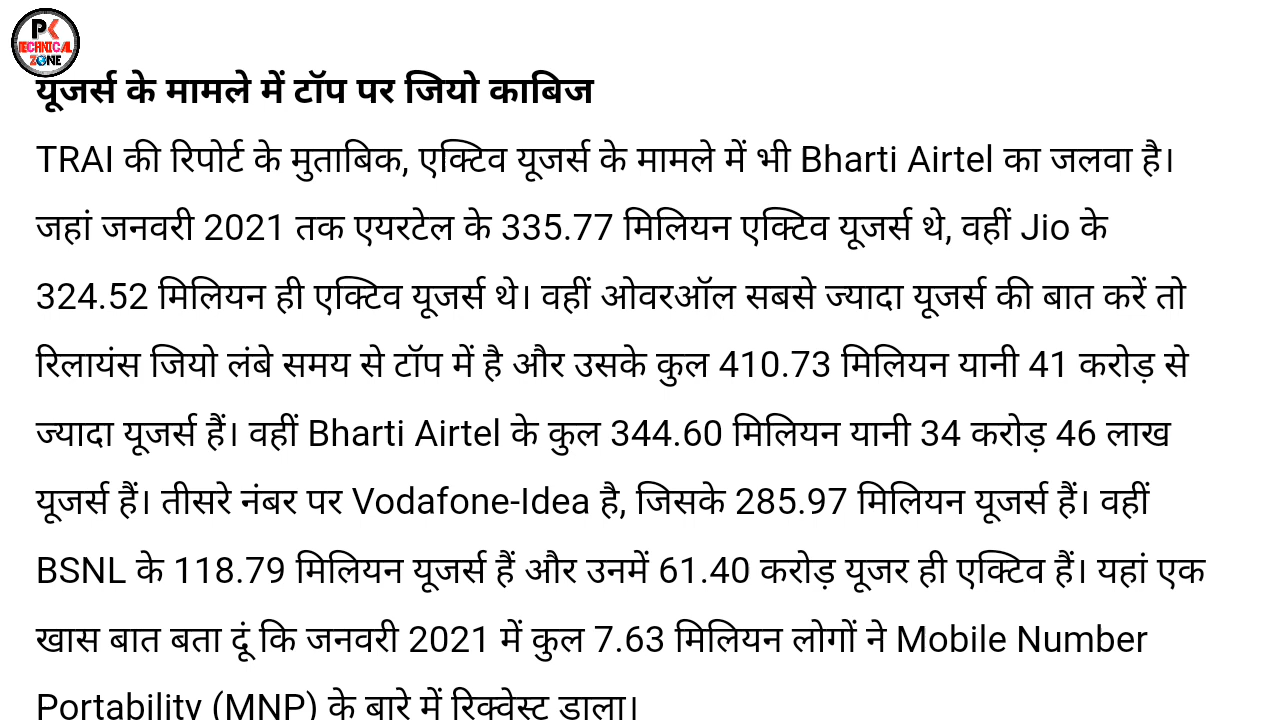 PK
TECHNICAL
ZONE
यूजर्स के मामले में टॉप पर जियो काबिज
TRAI की रिपोर्ट के मुताबिक, एक्टिव यूजर्स के मामले में भी Bharti Airtel का जलवा है।
जहां जनवरी 2021 तक एयरटेल के 335.77 मिलियन एक्टिव यूजर्स थे, वहीं Jio के
324.52 मिलियन ही एक्टिव यूजर्स थे। वहीं ओवरऑल सबसे ज्यादा यूजर्स की बात करें तो
रिलायंस जियो लंबे समय से टॉप में है और उसके कुल 410.73 मिलियन यानी 41 करोड़ से
ज्यादा यूजर्स हैं। वहीं Bharti Airtel के कुल 344.60 मिलियन यानी 34 करोड़ 46 लाख
यूजर्स हैं। तीसरे नंबर पर Vodafone-Idea है, जिसके 285.97 मिलियन यूजर्स हैं। वहीं
BSNL के 118.79 मिलियन यूजर्स हैं और उनमें 61.40 करोड़ यूजर ही एक्टिव हैं। यहां एक
खास बात बता दूं कि जनवरी 2021 में कुल 7.63 मिलियन लोगों ने Mobile Number
Portability (MNP) के बारे में रिक्वेस्ट डाला।